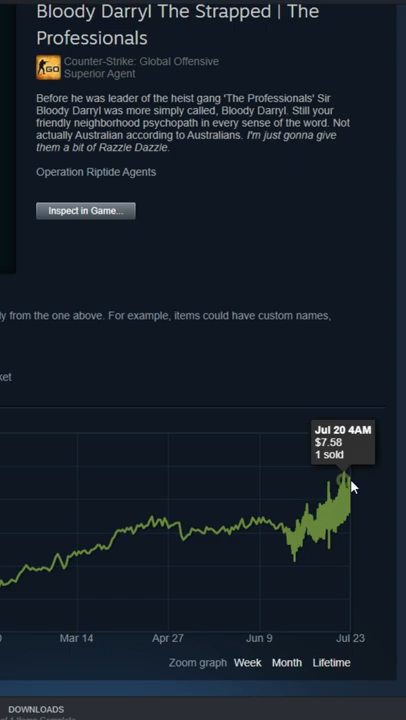 Bloody Darryl The Strapped | The
Professionals
GO
Counter-Strike: Global Offensive
Superior Agent
Before he was leader of the heist gang 'The Professionals' Sir
Bloody Darryl was more simply called, Bloody Darryl. Still your
friendly neighborhood psychopath in every sense of the word. Not
actually Australian according to Australians. I'm just gonna give
them a bit of Razzle Dazzle.
Operation Riptide Agents
Inspect in Game...
from the one above. For example, items could have custom names,
Jul 20 4AM
$7.58
1 sold
Mar 14
Apr 27
Jun 9
Jul 23
Zoom graph Week Month Lifetime
DOWNLOADS